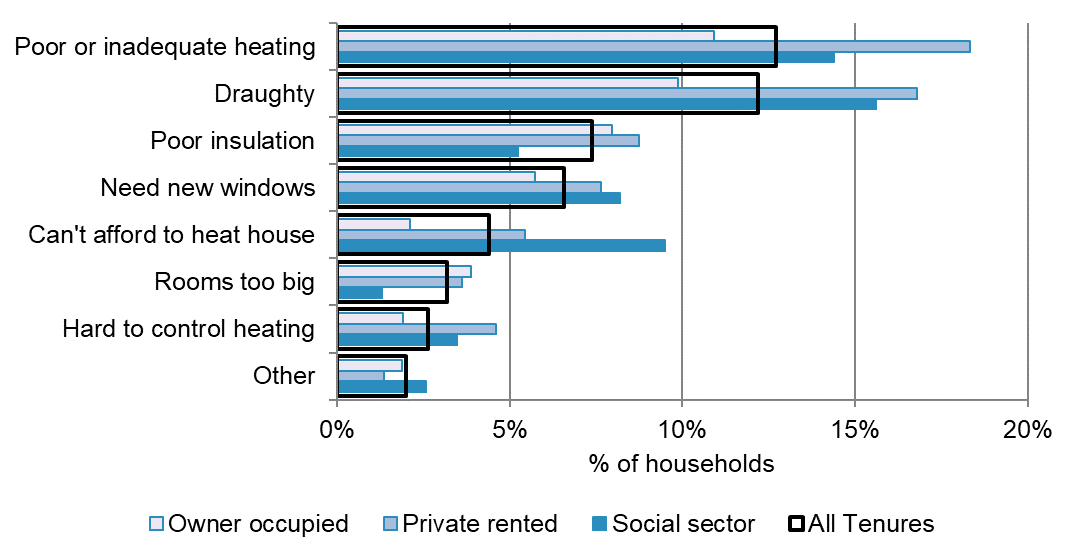 Poor or inadequate heating
Draughty
Poor insulation
Need new windows
Can't afford to heat house
Rooms too big
Hard to control heating
Other
0% 5% 10% 15% 20%
% of households
Owner occupied Private rented Social sector All Tenures